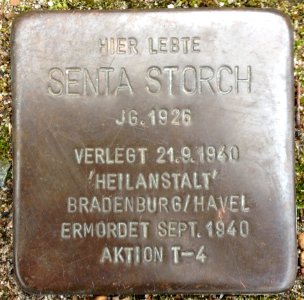 HIER LEBTE
SENTA STORCH
JG. 1926
VERLEGT 21.9.1940
'HEILANSTALT'
BRADENBURG/HAVEL
ERMORDET SEPT. 1940
AKTION T-4